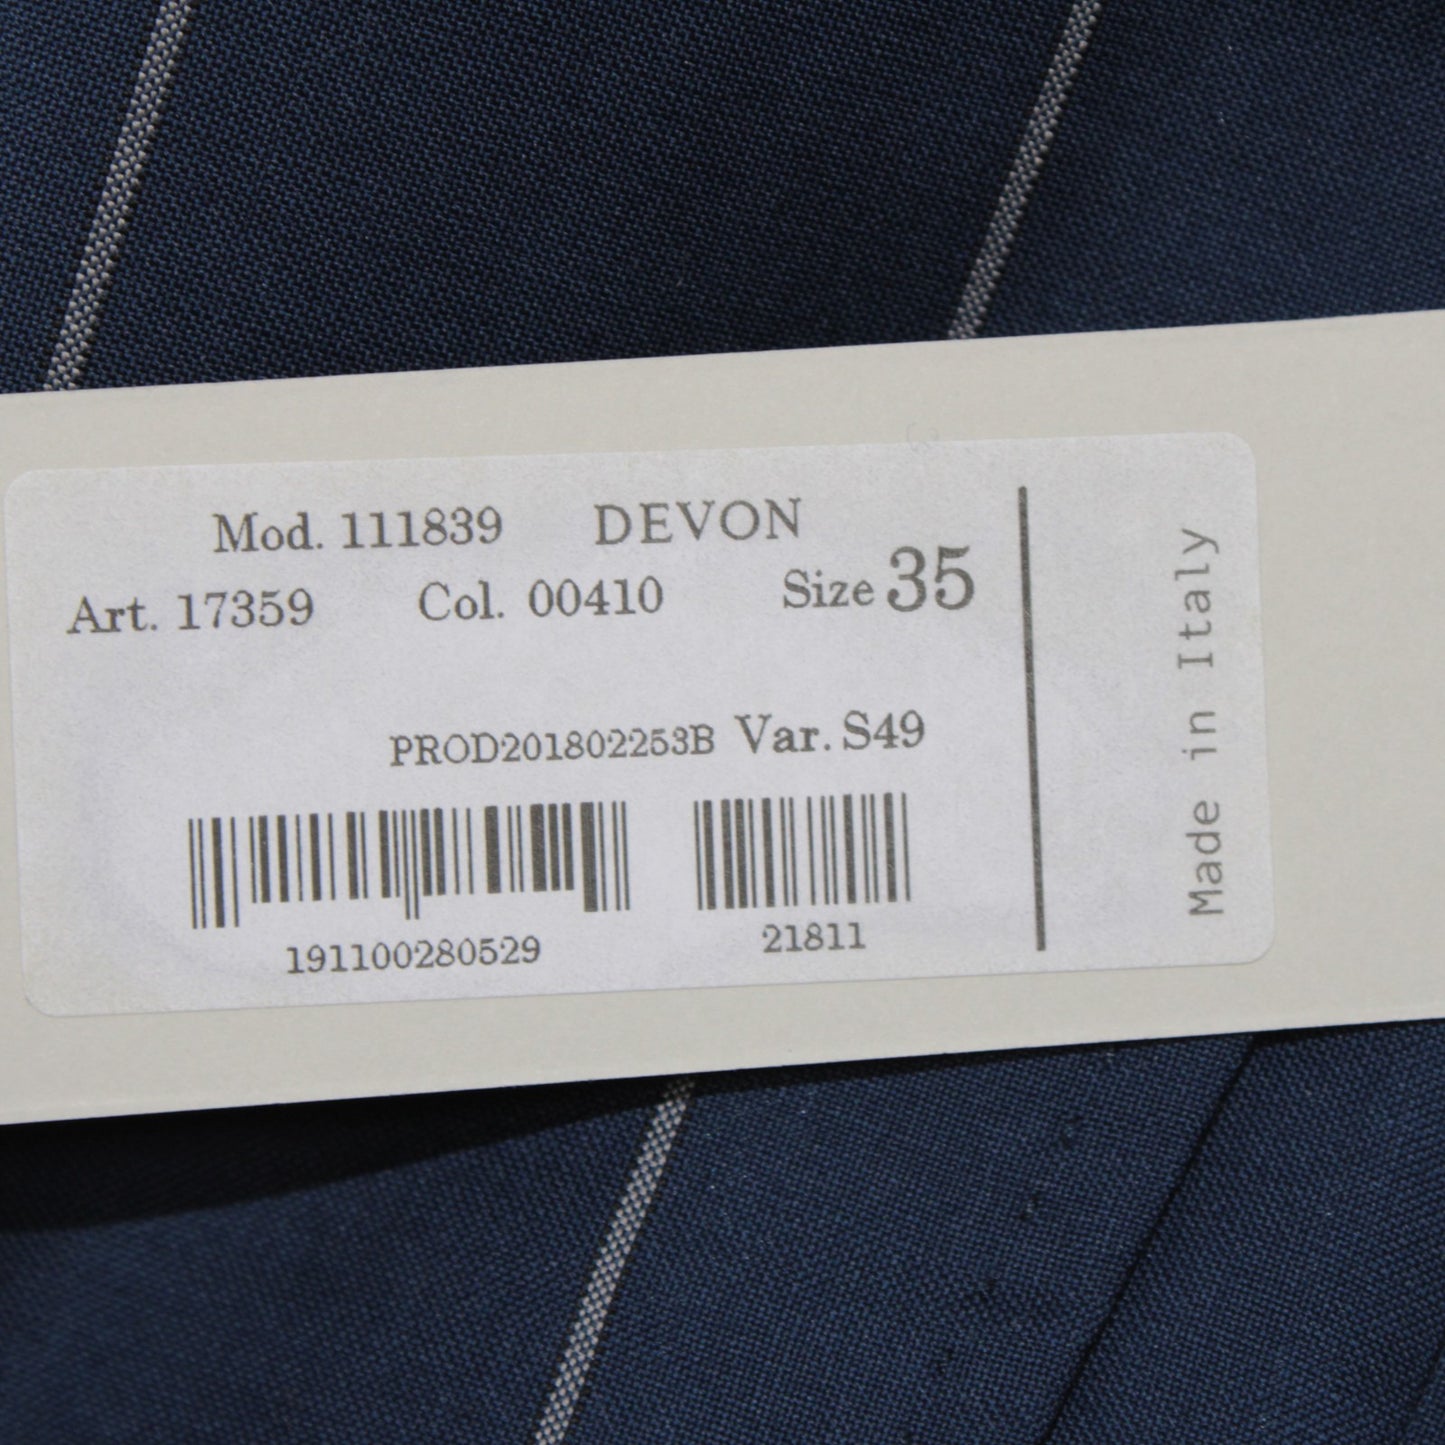 Mod. 111839 DEVON
Art. 17359 Col. 00410 Size 35
PROD201802253B Var. S49
191100280529 21811
Made in Italy